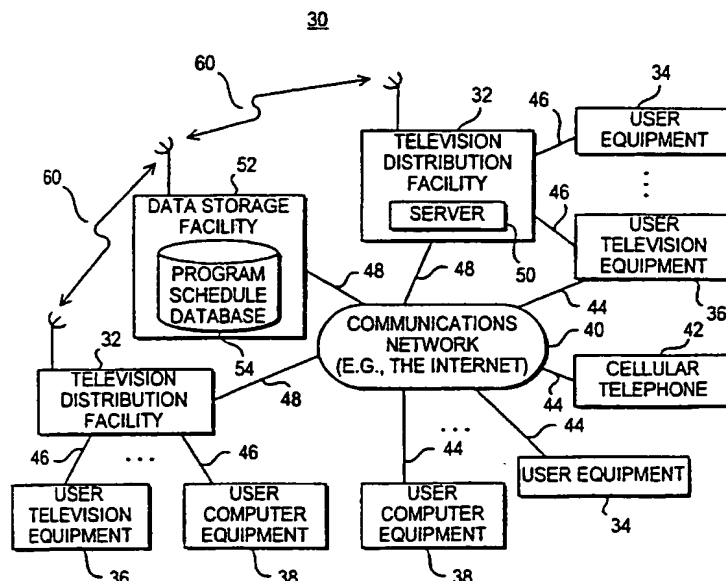 30
60
60
32
34
46
TELEVISION
DISTRIBUTION
FACILITY
USER
EQUIPMENT
52
DATA STORAGE
FACILITY
SERVER
46
USER
TELEVISION
EQUIPMENT
PROGRAM
SCHEDULE
DATABASE
48
48
50
36
44
32
54
COMMUNICATIONS
NETWORK
(E.G., THE INTERNET)
40
42
TELEVISION
DISTRIBUTION
FACILITY
48
CELLULAR
TELEPHONE
44
46
46
44
44
USER EQUIPMENT
34
USER
TELEVISION
EQUIPMENT
USER
COMPUTER
EQUIPMENT
USER
COMPUTER
EQUIPMENT
36
38
38